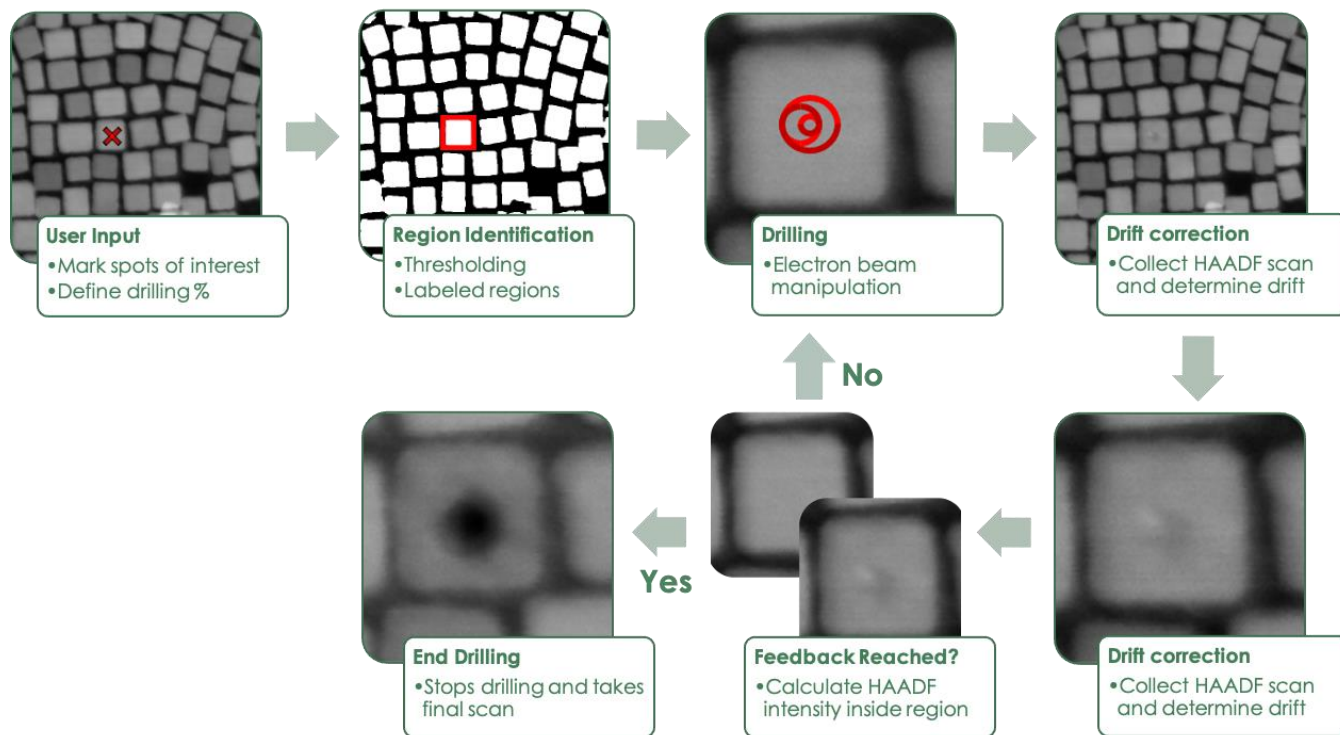 User Input
•Mark spots of interest
•Define drilling %
Region Identification
•Thresholding
•Labeled regions
Drilling
•Electron beam
manipulation
Drift correction
•Collect HAADF scan
and determine drift
No
Yes
End Drilling
•Stops drilling and takes
final scan
Feedback Reached?
•Calculate HAADF
intensity inside region
Drift correction
•Collect HAADF scan
and determine drift